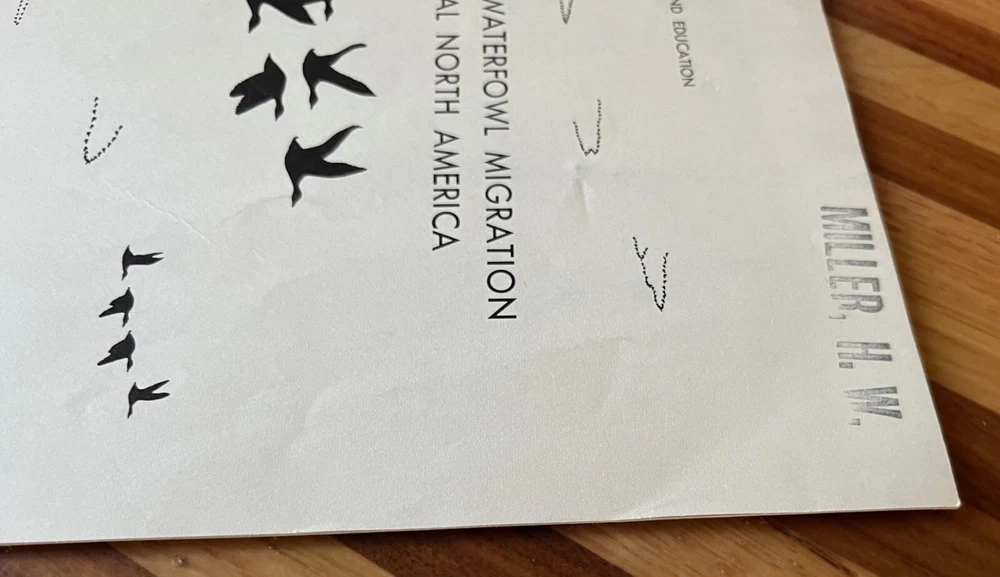 MILLER, H. W.
ND EDUCATION
WATERFOWL MIGRATION
AL NORTH AMERICA